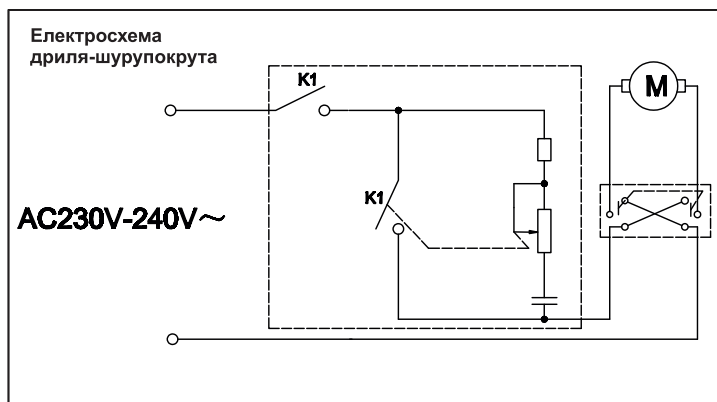 Електросхема
дриля-шурупокрута
K1
M
K1
AC230V-240V～